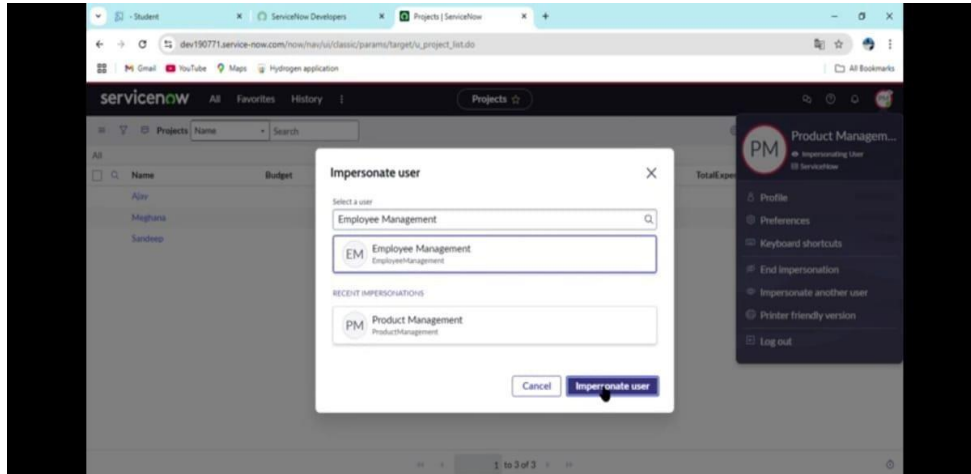 - Student
ServiceNow Developers
Projects | ServiceNow
dev190771.service-now.com/now/nav/ui/classic/params/target/u_project_list.do
Gmail YouTube Maps Hydrogen application
All Bookmarks
servicenow All Favorites History
Projects
Projects Name Search
All
Name Budget
Ajay
Meghana
Sandeep
Impersonate user
Select a user
Employee Management
EM Employee Management
EmployeeManagement
RECENT IMPERSONATIONS
PM Product Management
ProductManagement
Cancel Impersonate user
PM Product Managem...
Impersonating User
ServiceNow
Profile
Preferences
Keyboard shortcuts
End impersonation
Impersonate another user
Printer friendly version
Log out
1 to 3 of 3